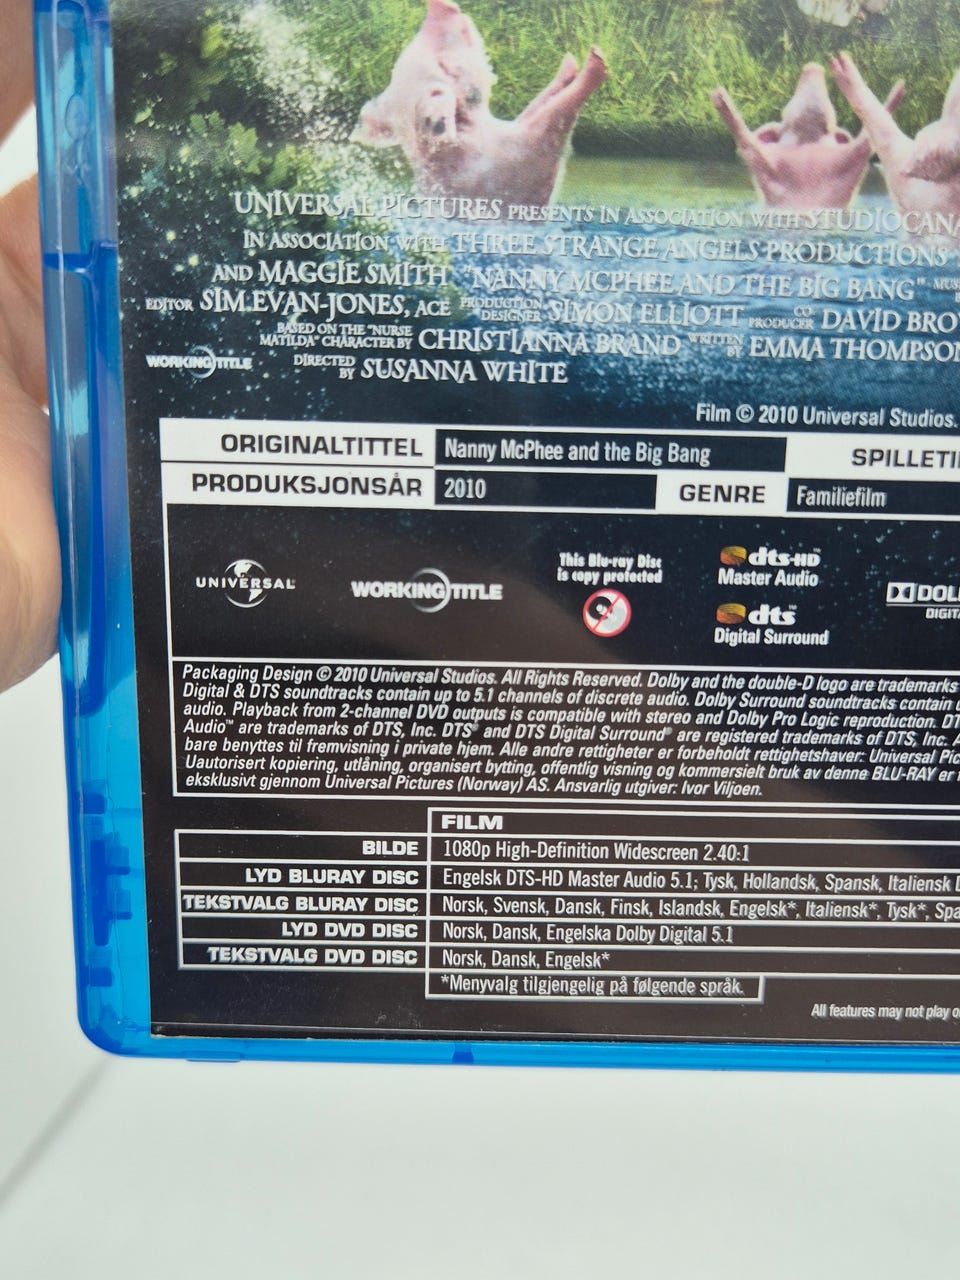 UNIVERSAL PICTURES PRESENTS IN ASSOCIATION WITH STUDIOCANA
IN ASSOCIATION WITH THREE STRANGE ANGELS PRODUCTIONS
AND MAGGIE SMITH "NANNY MCPHEE AND THE BIG BANG"
EDITOR SIM EVAN-JONES, ACE PRODUCTION DESIGNER SIMON ELLIOTT CO PRODUCER DAVID BRO
BASED ON THE "NURSE MATILDA" CHARACTER BY CHRISTIANNA BRAND WRITTEN BY EMMA THOMPSON
WORKING TITLE DIRECTED BY SUSANNA WHITE
Film © 2010 Universal Studios.
ORIGINALTITTEL Nanny McPhee and the Big Bang SPILLETI
PRODUKSJONSÅR 2010 GENRE Familiefilm
This Blu-ray Disc
is copy protected
dts-HD
Master Audio
UNIVERSAL WORKING TITLE
dts
Digital Surround
DOL
DIGITA
Packaging Design © 2010 Universal Studios. All Rights Reserved. Dolby and the double-D logo are trademarks
Digital & DTS soundtracks contain up to 5.1 channels of discrete audio. Dolby Surround soundtracks contain
audio. Playback from 2-channel DVD outputs is compatible with stereo and Dolby Pro Logic reproduction. DT
Audio™ are trademarks of DTS, Inc. DTS® and DTS Digital Surround® are registered trademarks of DTS, Inc. A
bare benyttes til fremvisning i private hjem. Alle andre rettigheter er forbeholdt rettighetshaver: Universal Pic
Uautorisert kopiering, utlåning, organisert bytting, offentlig visning og kommersielt bruk av denne BLU-RAY er
eksklusivt gjennom Universal Pictures (Norway) AS. Ansvarlig utgiver: Ivor Viljoen.
FILM
BILDE 1080p High-Definition Widescreen 2.40:1
LYD BLURAY DISC Engelsk DTS-HD Master Audio 5.1; Tysk, Hollandsk, Spansk, Italiensk D
TEKSTVALG BLURAY DISC Norsk, Svensk, Dansk, Finsk, Islandsk, Engelsk*, Italiensk*, Tysk*, Spa
LYD DVD DISC Norsk, Dansk, Engelska Dolby Digital 5.1
TEKSTVALG DVD DISC Norsk, Dansk, Engelsk*
*Menyvalg tilgjengelig på følgende språk.
All features may not play o